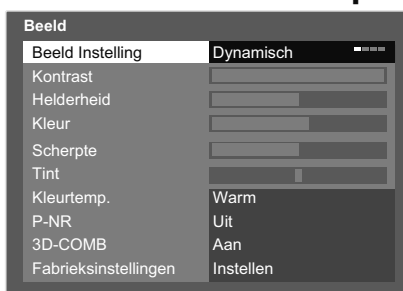 Beeld
Beeld Instelling Dynamisch
Kontrast
Helderheid
Kleur
Scherpte
Tint
Kleurtemp. Warm
P-NR Uit
3D-COMB Aan
Fabrieksinstellingen Instellen